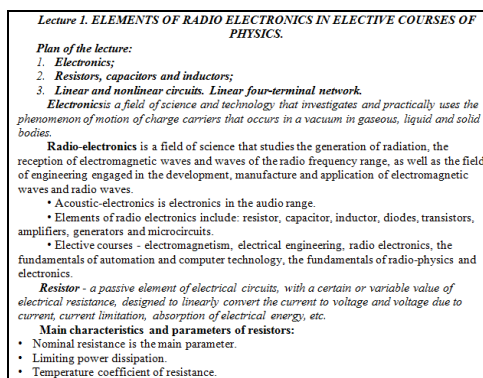 Lecture 1. ELEMENTS OF RADIO ELECTRONICS IN ELECTIVE COURSES OF
PHYSICS.
Plan of the lecture:
1. Electronics;
2. Resistors, capacitors and inductors;
3. Linear and nonlinear circuits. Linear four-terminal network.
Electronicsis a field of science and technology that investigates and practically uses the
phenomenon of motion of charge carriers that occurs in a vacuum in gaseous, liquid and solid
bodies.
Radio-electronics is a field of science that studies the generation of radiation, the
reception of electromagnetic waves and waves of the radio frequency range, as well as the field
of engineering engaged in the development, manufacture and application of electromagnetic
waves and radio waves.
• Acoustic-electronics is electronics in the audio range.
• Elements of radio electronics include: resistor, capacitor, inductor, diodes, transistors,
amplifiers, generators and microcircuits.
• Elective courses - electromagnetism, electrical engineering, radio electronics, the
fundamentals of automation and computer technology, the fundamentals of radio-physics and
electronics.
Resistor - a passive element of electrical circuits, with a certain or variable value of
electrical resistance, designed to linearly convert the current to voltage and voltage due to
current, current limitation, absorption of electrical energy, etc.
Main characteristics and parameters of resistors:
• Nominal resistance is the main parameter.
• Limiting power dissipation.
• Temperature coefficient of resistance.